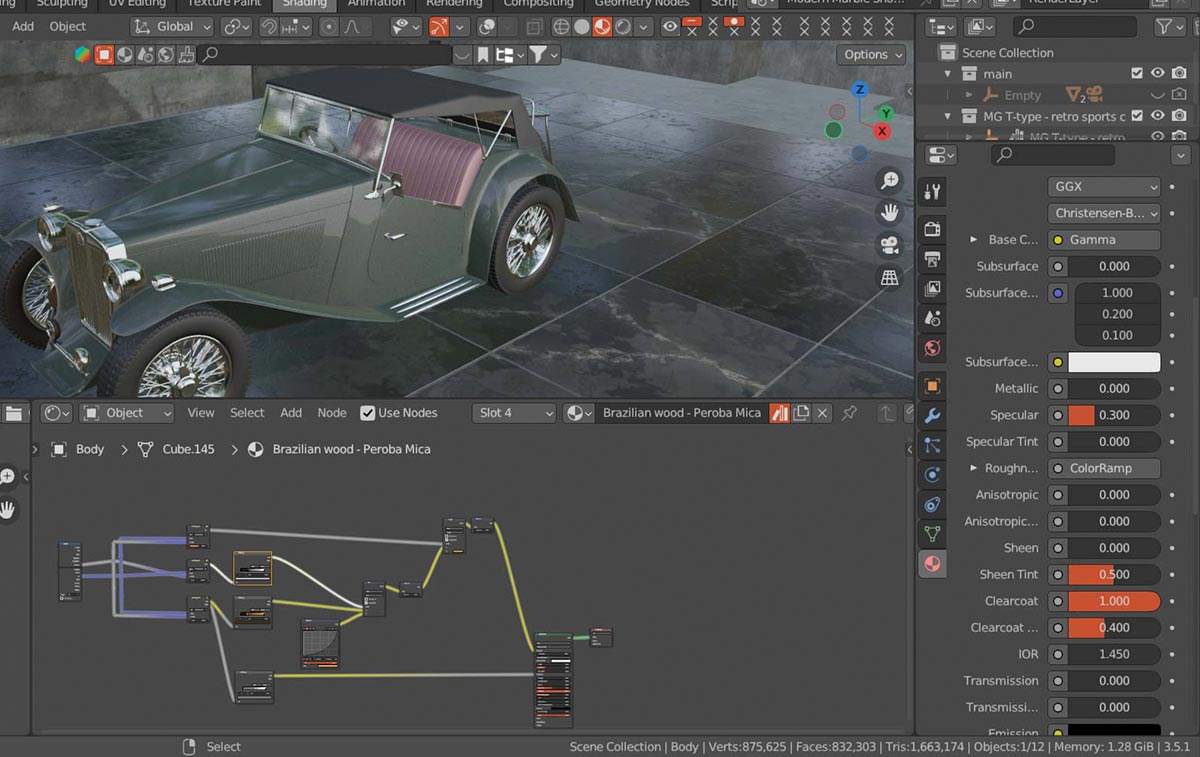 Sculpting UV Editing Texture Paint Shading Animation Rendering Compositing Geometry Nodes
RenderLayer
Add Object Global
Options
Z
Y
X
Scene Collection
main
Empty 2
MG T-type - retro sports c
MG T-type - retro
GGX
Christensen-B...
Base C... Gamma
Subsurface 0.000
Subsurface... 1.000
0.200
0.100
Subsurface...
Metallic 0.000
Specular 0.300
Specular Tint 0.000
Roughn... ColorRamp
Anisotropic 0.000
Anisotropic... 0.000
Sheen 0.000
Sheen Tint 0.500
Clearcoat 1.000
Clearcoat ... 0.400
IOR 1.450
Transmission 0.000
Transmissi... 0.000
Emission
Object View Select Add Node Use Nodes Slot 4 Brazilian wood - Peroba Mica
Body > Cube.145 > Brazilian wood - Peroba Mica
Select
Scene Collection | Body | Verts:875,625 | Faces:832,303 | Tris:1,663,174 | Objects:1/12 | Memory: 1.28 GiB | 3.5.1